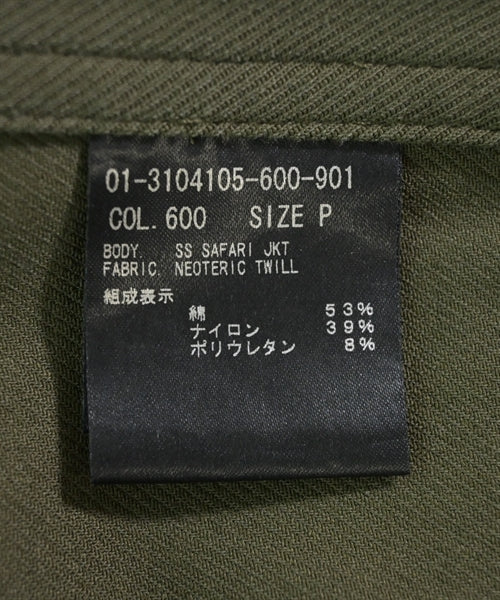 01-3104105-600-901
COL. 600 SIZE P
BODY. SS SAFARI JKT
FABRIC. NEOTERIC TWILL
組成表示
綿 53%
ナイロン 39%
ポリウレタン 8%